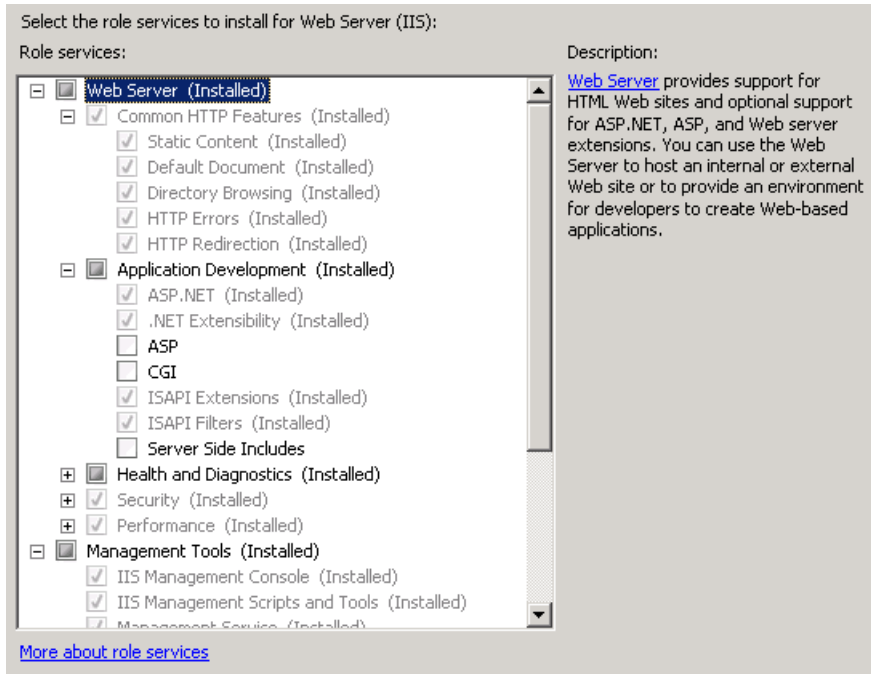 Select the role services to install for Web Server (IIS):
Role services:
Web Server (Installed)
Common HTTP Features (Installed)
Static Content (Installed)
Default Document (Installed)
Directory Browsing (Installed)
HTTP Errors (Installed)
HTTP Redirection (Installed)
Application Development (Installed)
ASP.NET (Installed)
.NET Extensibility (Installed)
ASP
CGI
ISAPI Extensions (Installed)
ISAPI Filters (Installed)
Server Side Includes
Health and Diagnostics (Installed)
Security (Installed)
Performance (Installed)
Management Tools (Installed)
IIS Management Console (Installed)
IIS Management Scripts and Tools (Installed)
Management Service (Installed)
More about role services
Description:
Web Server provides support for
HTML Web sites and optional support
for ASP.NET, ASP, and Web server
extensions. You can use the Web
Server to host an internal or external
Web site or to provide an environment
for developers to create Web-based
applications.